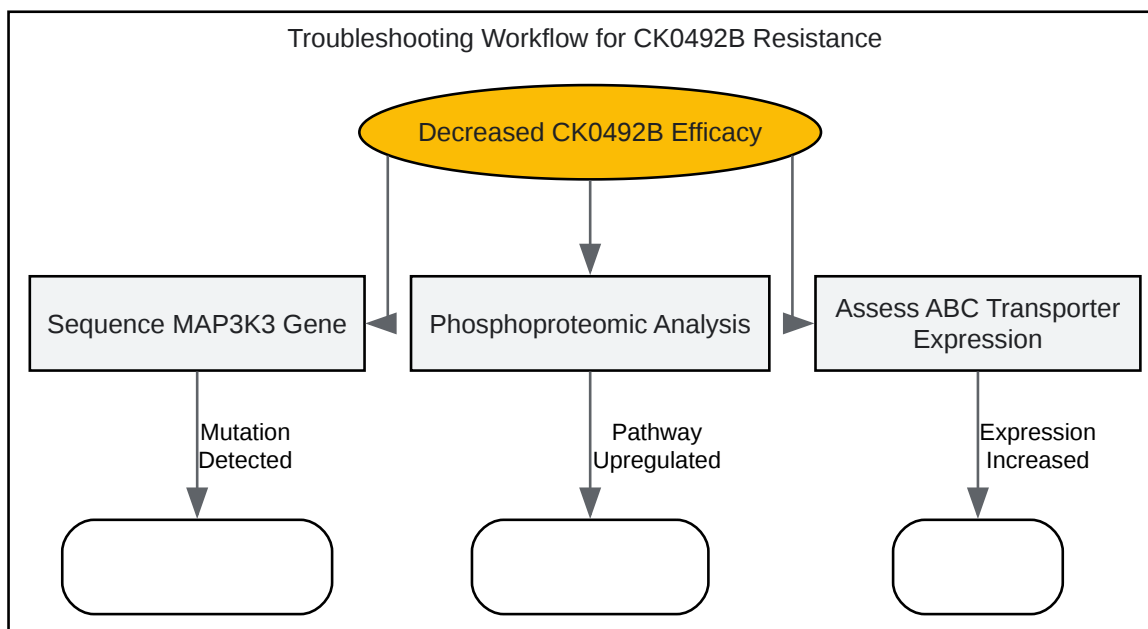 Troubleshooting Workflow for CK0492B Resistance
Decreased CK0492B Efficacy
Sequence MAP3K3 Gene
Phosphoproteomic Analysis
Assess ABC Transporter
Expression
Mutation
Detected
Pathway
Upregulated
Expression
Increased